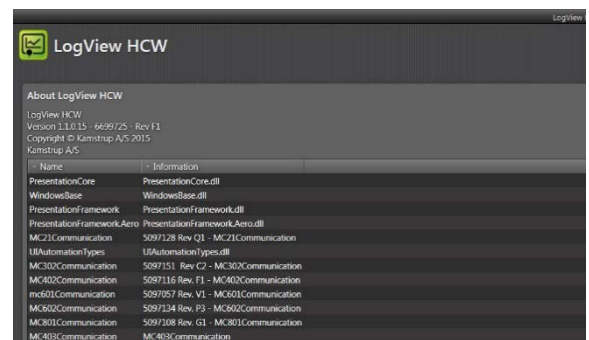 LogView
LogView HCW
About LogView HCW
LogView HCW
Version 1.1.0.15 - 6699725 - Rev F1
Copyright © Kamstrup A/S 2015
Kamstrup A/S
Name Information
PresentationCore PresentationCore.dll
WindowsBase WindowsBase.dll
PresentationFramework PresentationFramework.dll
PresentationFramework.Aero PresentationFramework.Aero.dll
MC21Communication 5097128 Rev Q1 - MC21Communication
UIAutomationTypes UIAutomationTypes.dll
MC302Communication 5097151 Rev C2 - MC302Communication
MC402Communication 5097116 Rev. F1 - MC402Communication
mc601Communication 5097057 Rev. V1 - MC601Communication
MC602Communication 5097134 Rev. P3 - MC602Communication
MC801Communication 5097108 Rev. G1 - MC801Communication
MC403Communication MC403Communication